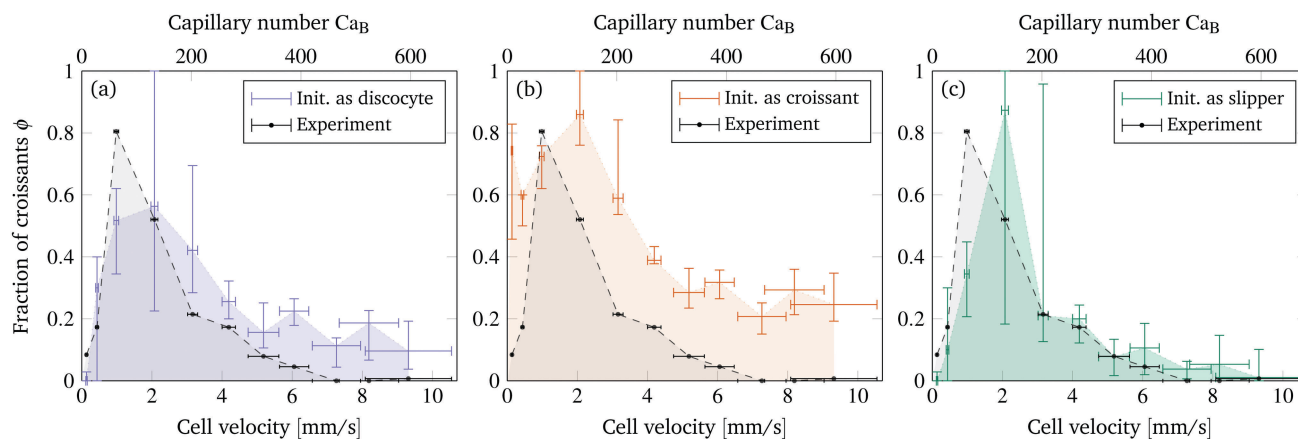 Capillary number Ca_B
Capillary number Ca_B
Capillary number Ca_B
0 200 400 600
0 200 400 600
0 200 400 600
1
0.8
0.6
0.4
0.2
0
Fraction of croissants ϕ
(a)
Init. as discocyte
Experiment
(b)
Init. as croissant
Experiment
(c)
Init. as slipper
Experiment
0 2 4 6 8 10
0 2 4 6 8 10
0 2 4 6 8 10
Cell velocity [mm/s]
Cell velocity [mm/s]
Cell velocity [mm/s]